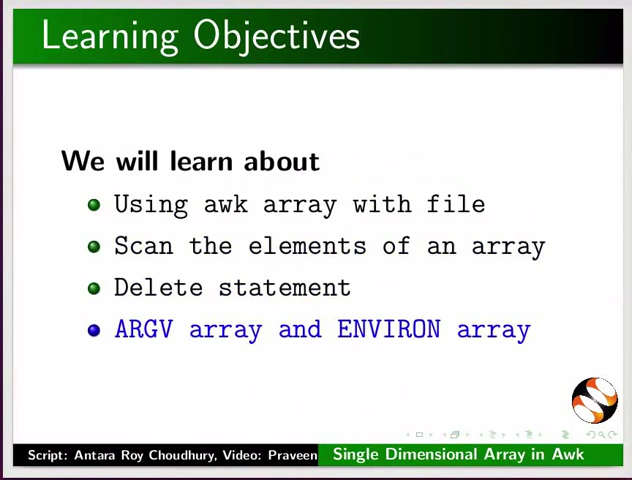 Learning Objectives
We will learn about
Using awk array with file
Scan the elements of an array
Delete statement
ARGV array and ENVIRON array
Script: Antara Roy Choudhury, Video: Praveen
Single Dimensional Array in Awk